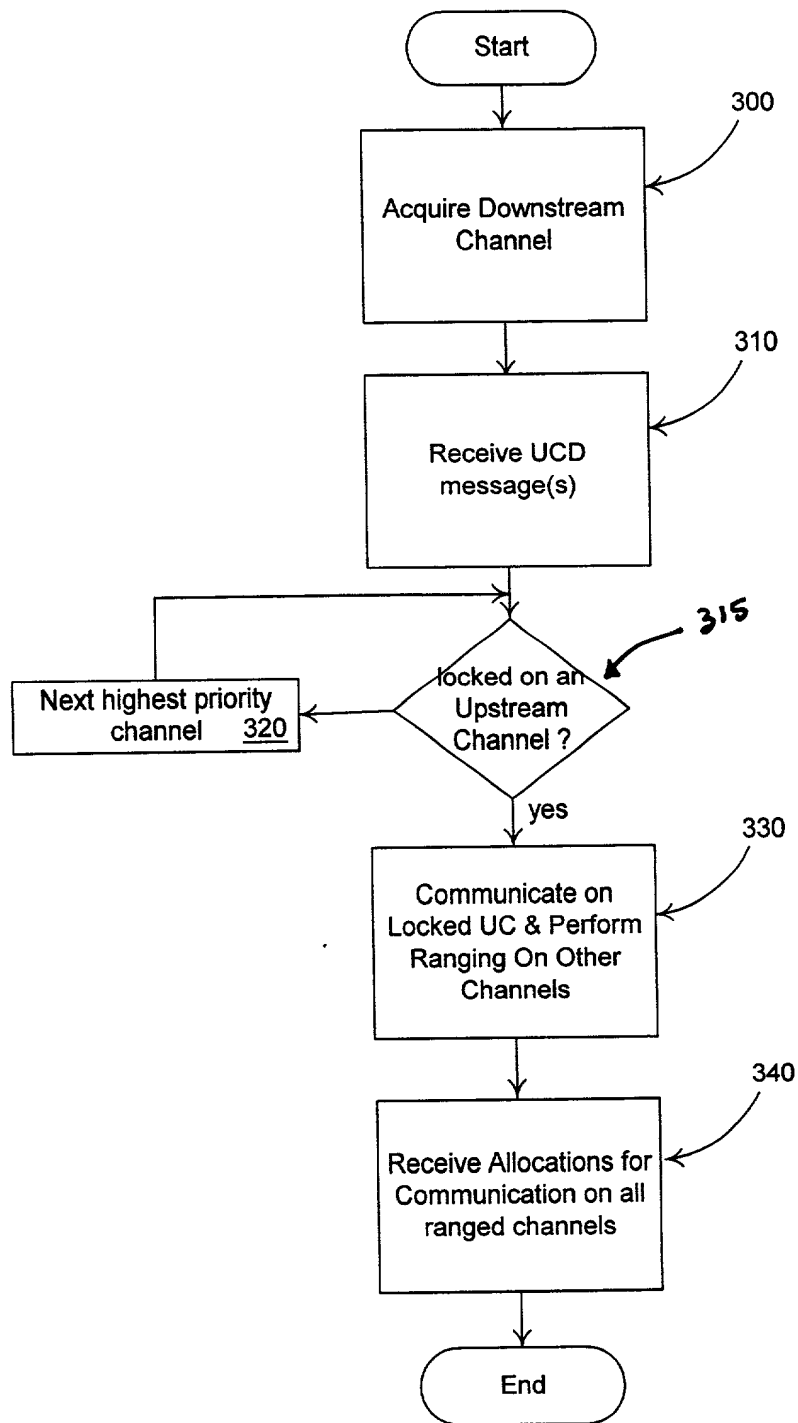 Start
300
Acquire Downstream
Channel
310
Receive UCD
message(s)
315
locked on an
Upstream
Channel ?
Next highest priority
channel 320
yes
330
Communicate on
Locked UC & Perform
Ranging On Other
Channels
340
Receive Allocations for
Communication on all
ranged channels
End